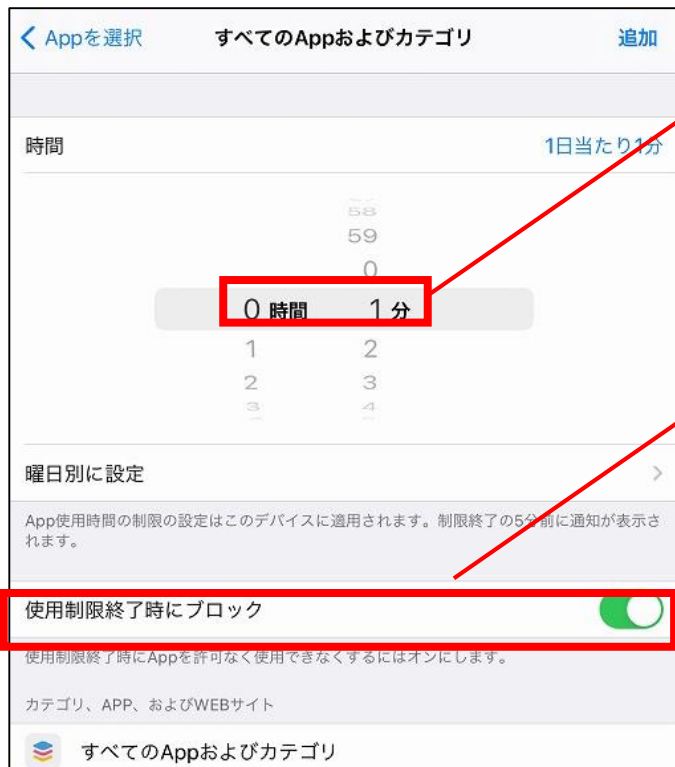 Appを選択 すべてのAppおよびカテゴリ 追加
時間 1日当たり1分
58
59
0
0 時間 1 分
1 2
2 3
3 4
曜日別に設定
App使用時間の制限の設定はこのデバイスに適用されます。制限終了の5分前に通知が表示さ
れます。
使用制限終了時にブロック
使用制限終了時にAppを許可なく使用できなくするにはオンにします。
カテゴリ、APP、およびWEBサイト
すべてのAppおよびカテゴリ